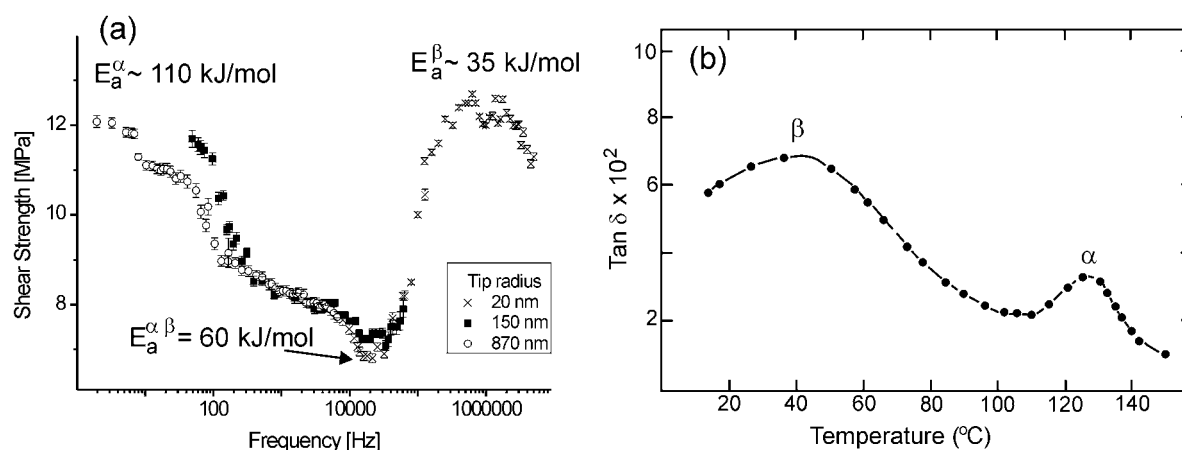 (a)
E_a^α ~ 110 kJ/mol
E_a^β ~ 35 kJ/mol
Shear Strength [MPa]
12
10
8
E_a^{α β} = 60 kJ/mol
Tip radius
20 nm
150 nm
870 nm
100
10000
1000000
Frequency [Hz]
(b)
Tan δ x 10²
10
8
6
2
β
α
20
40
60
80
100
120
140
Temperature (°C)